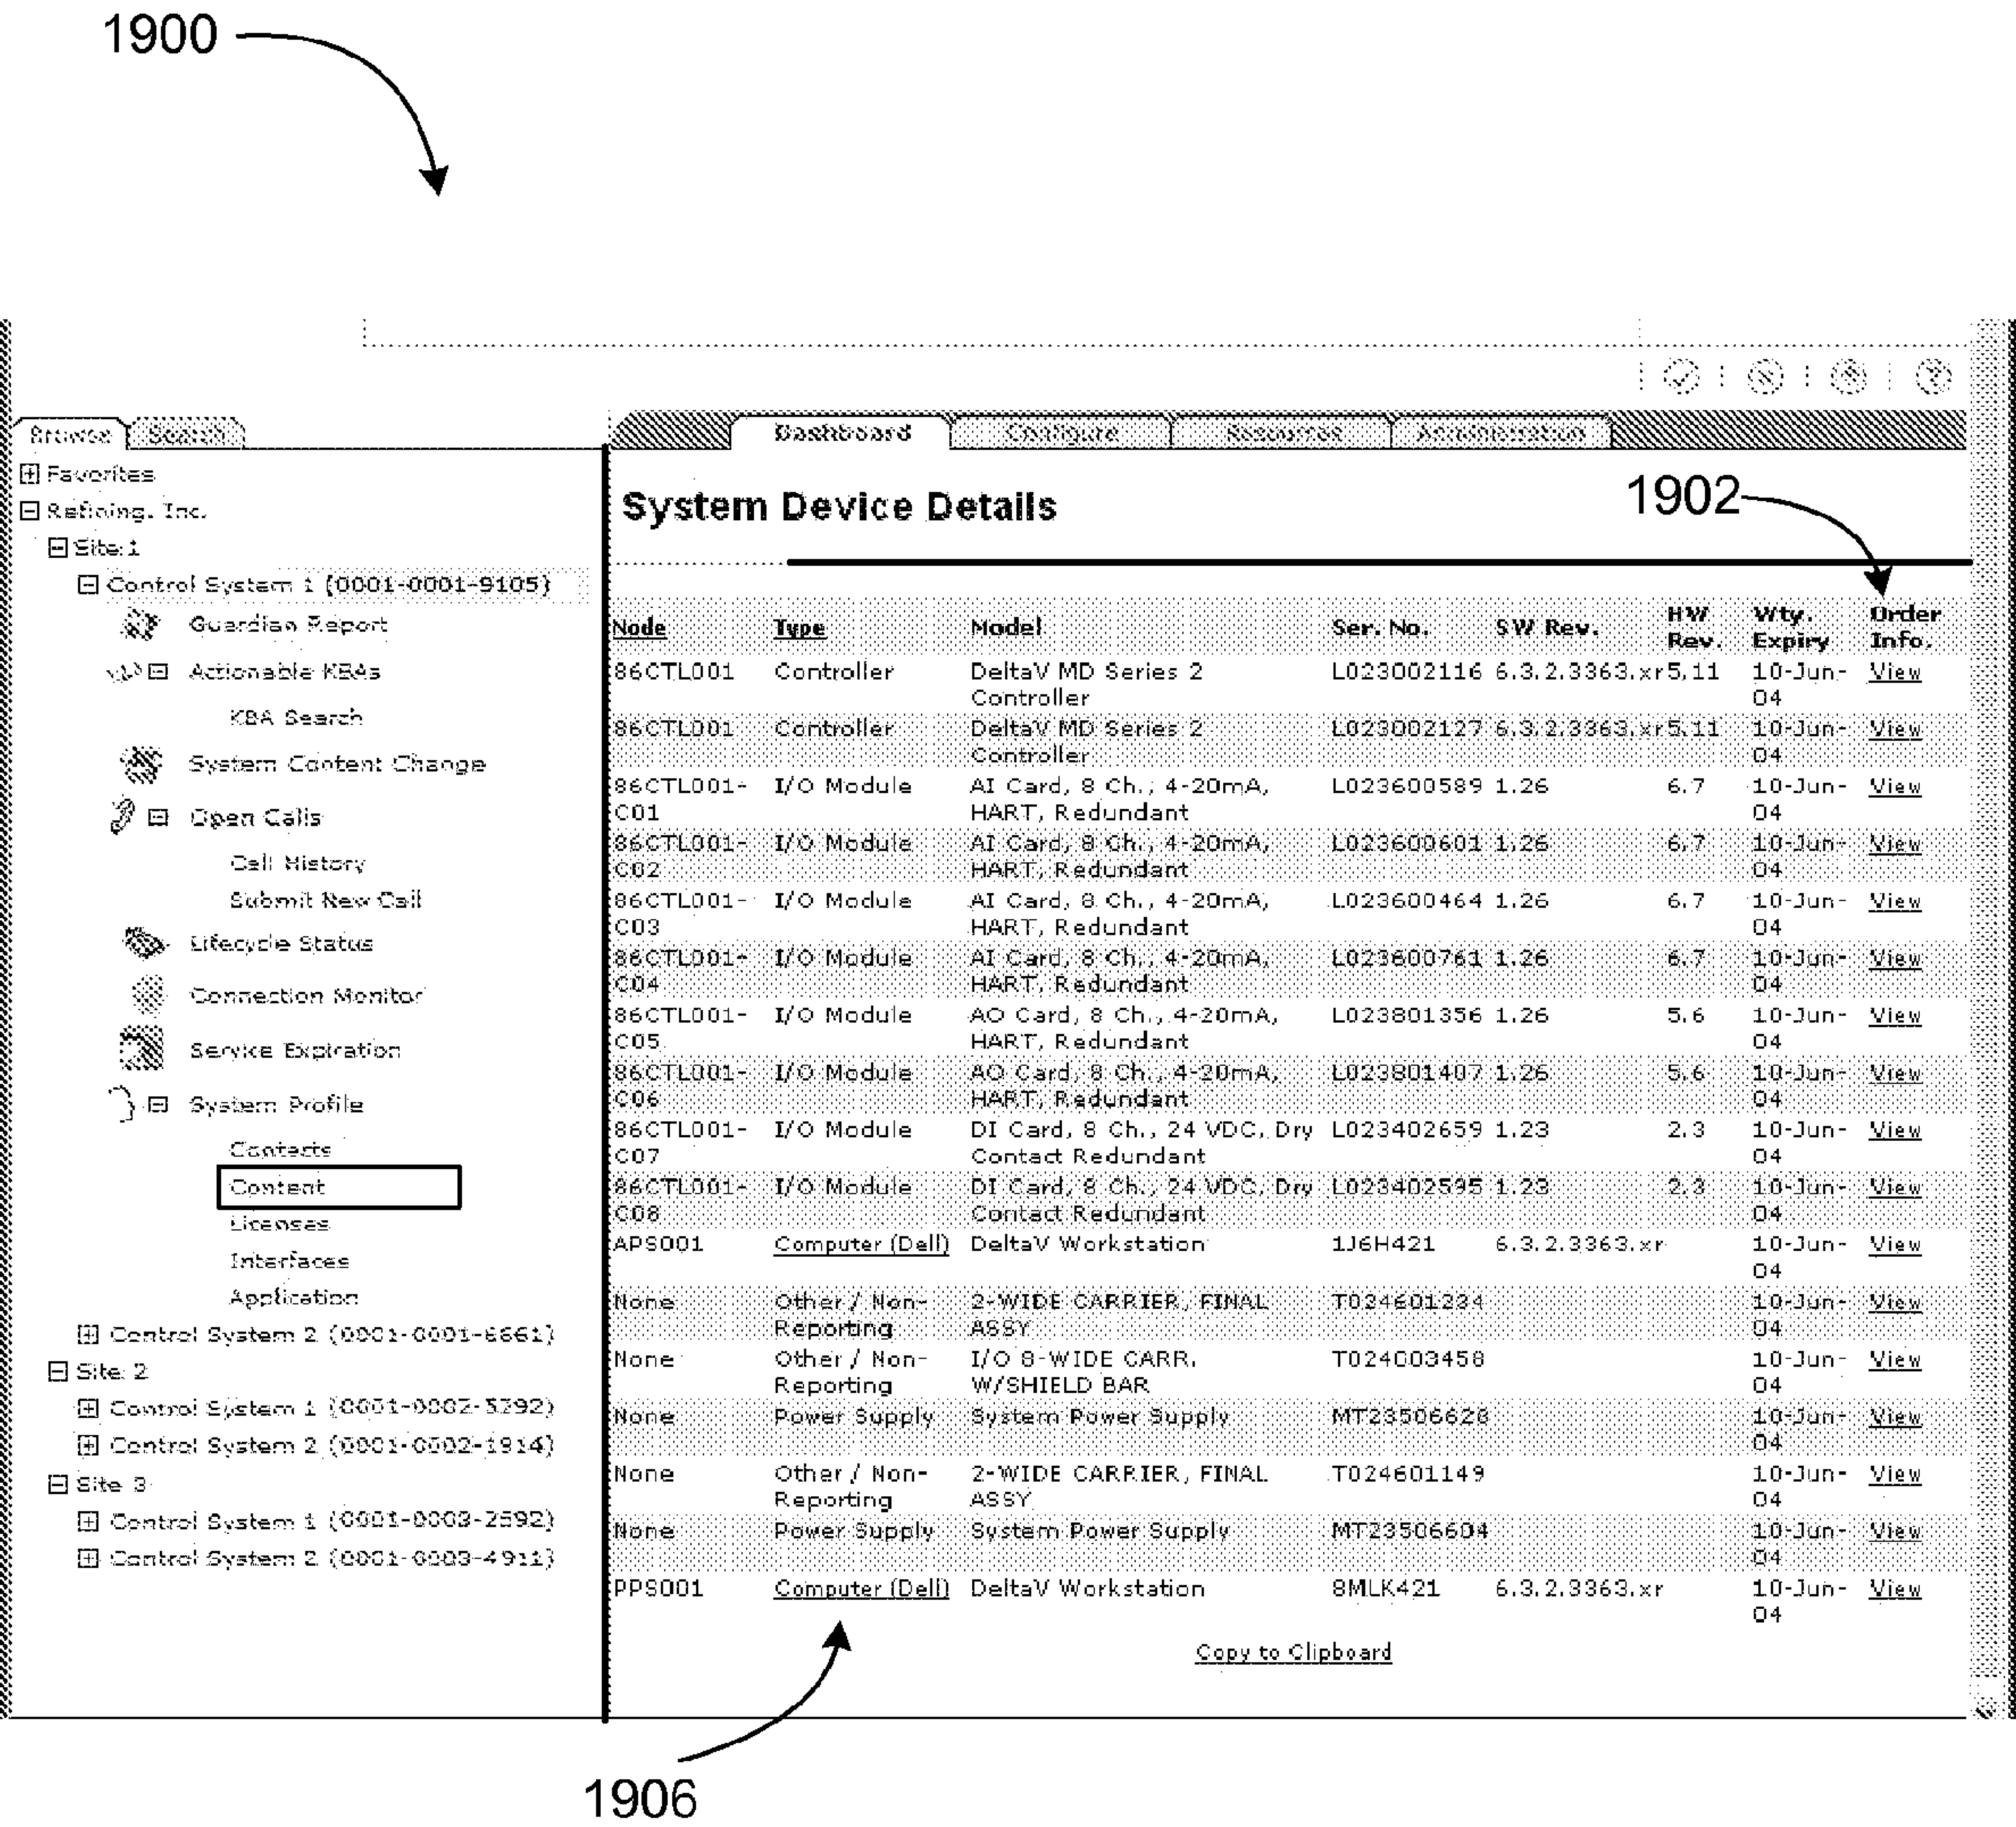 1900
Browse Search
Dashboard Configure Resources Administration
Favorites
Refining, Inc.
Site 1
Control System 1 (0001-0001-9105)
Guardian Report
Actionable KBAs
KBA Search
System Content Change
Open Calls
Call History
Submit New Call
Lifecycle Status
Connection Monitor
Service Expiration
System Profile
Contacts
Content
Licenses
Interfaces
Application
Control System 2 (0001-0001-6661)
Site 2
Control System 1 (0001-0002-5292)
Control System 2 (0001-0002-1914)
Site 3
Control System 1 (0001-0003-2592)
Control System 2 (0001-0003-4911)
System Device Details
1902
Node Type Model Ser. No. SW Rev. HW Rev. Wty. Expiry Order Info.
86CTL001 Controller DeltaV MD Series 2 L023002116 6.3.2.3363.xr 5.11 10-Jun- View
Controller 04
86CTL001 Controller DeltaV MD Series 2 L023002127 6.3.2.3363.xr 5.11 10-Jun- View
Controller 04
86CTL001- I/O Module AI Card, 8 Ch., 4-20mA, L023600589 1.26 6.7 10-Jun- View
C01 HART, Redundant 04
86CTL001- I/O Module AI Card, 8 Ch., 4-20mA, L023600601 1.26 6.7 10-Jun- View
C02 HART, Redundant 04
86CTL001- I/O Module AI Card, 8 Ch., 4-20mA, L023600464 1.26 6.7 10-Jun- View
C03 HART, Redundant 04
86CTL001- I/O Module AI Card, 8 Ch., 4-20mA, L023600761 1.26 6.7 10-Jun- View
C04 HART, Redundant 04
86CTL001- I/O Module AO Card, 8 Ch., 4-20mA, L023801356 1.26 5.6 10-Jun- View
C05 HART, Redundant 04
86CTL001- I/O Module AO Card, 8 Ch., 4-20mA, L023801407 1.26 5.6 10-Jun- View
C06 HART, Redundant 04
86CTL001- I/O Module DI Card, 8 Ch., 24 VDC, Dry L023402659 1.23 2.3 10-Jun- View
C07 Contact Redundant 04
86CTL001- I/O Module DI Card, 8 Ch., 24 VDC, Dry L023402595 1.23 2.3 10-Jun- View
C08 Contact Redundant 04
APS001 Computer (Dell) DeltaV Workstation 1J6H421 6.3.2.3363.xr 10-Jun- View
04
None Other / Non- 2-WIDE CARRIER, FINAL T024601234 10-Jun- View
Reporting ASSY 04
None Other / Non- I/O 8-WIDE CARR. T024003458 10-Jun- View
Reporting W/SHIELD BAR 04
None Power Supply System Power Supply MT23506628 10-Jun- View
04
None Other / Non- 2-WIDE CARRIER, FINAL T024601149 10-Jun- View
Reporting ASSY 04
None Power Supply System Power Supply MT23506604 10-Jun- View
04
PPS001 Computer (Dell) DeltaV Workstation 8MLK421 6.3.2.3363.xr 10-Jun- View
04
Copy to Clipboard
1906